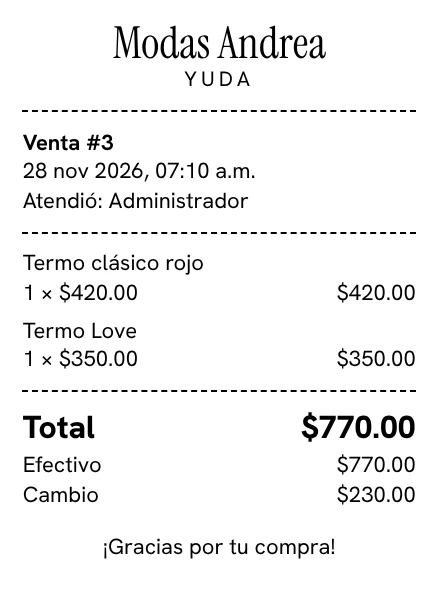 Modas Andrea
YUDA
Venta #3
28 nov 2026, 07:10 a.m.
Atendió: Administrador
Termo clásico rojo
1 × $420.00 $420.00
Termo Love
1 × $350.00 $350.00
Total $770.00
Efectivo $770.00
Cambio $230.00
¡Gracias por tu compra!